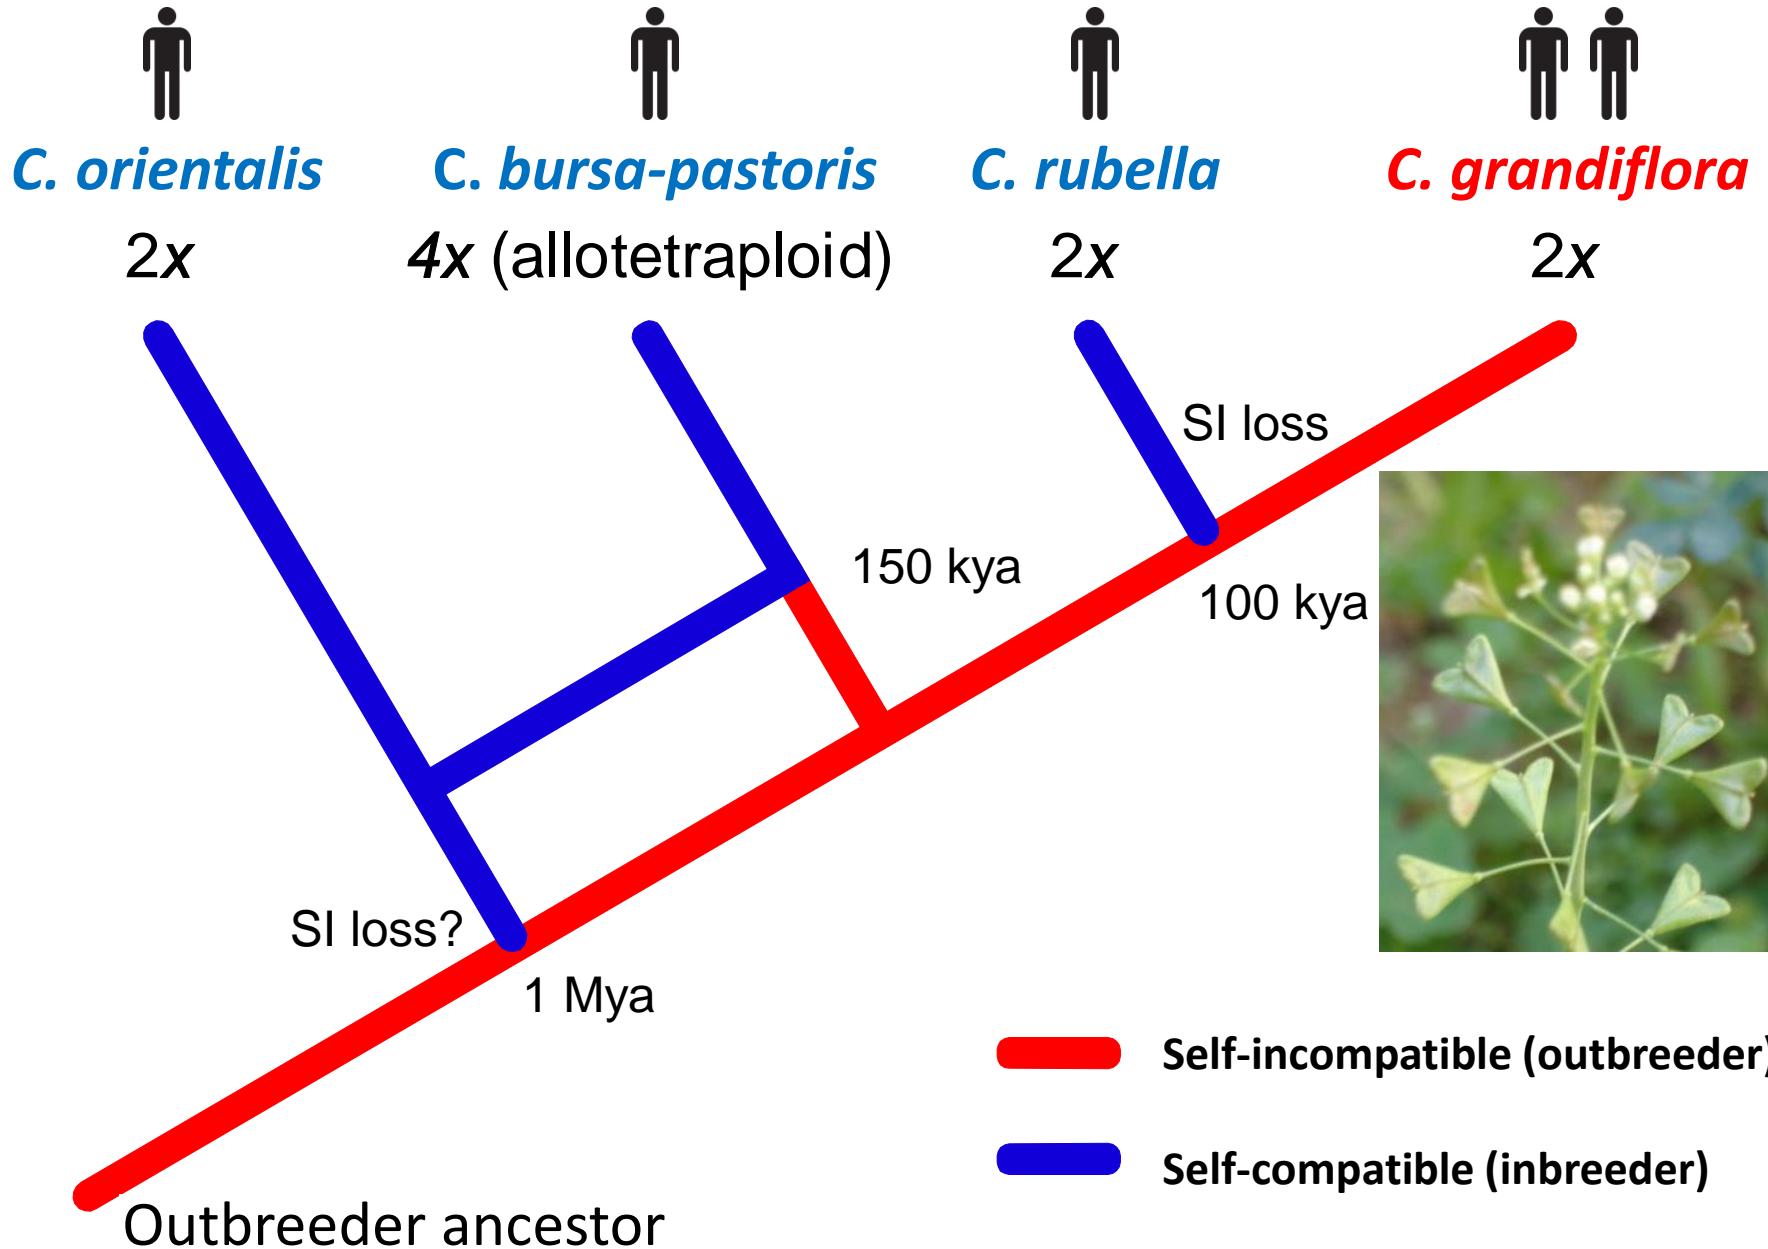 C. orientalis
C. bursa-pastoris
C. rubella
C. grandiflora
2x
4x (allotetraploid)
2x
2x
SI loss
150 kya
100 kya
SI loss?
1 Mya
Self-incompatible (outbreeder)
Self-compatible (inbreeder)
Outbreeder ancestor